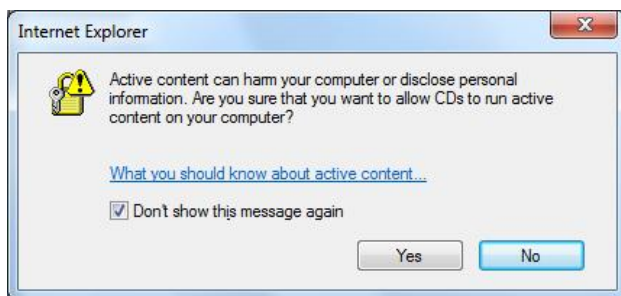 Internet Explorer
Active content can harm your computer or disclose personal
information. Are you sure that you want to allow CDs to run active
content on your computer?
What you should know about active content...
Don't show this message again
Yes No